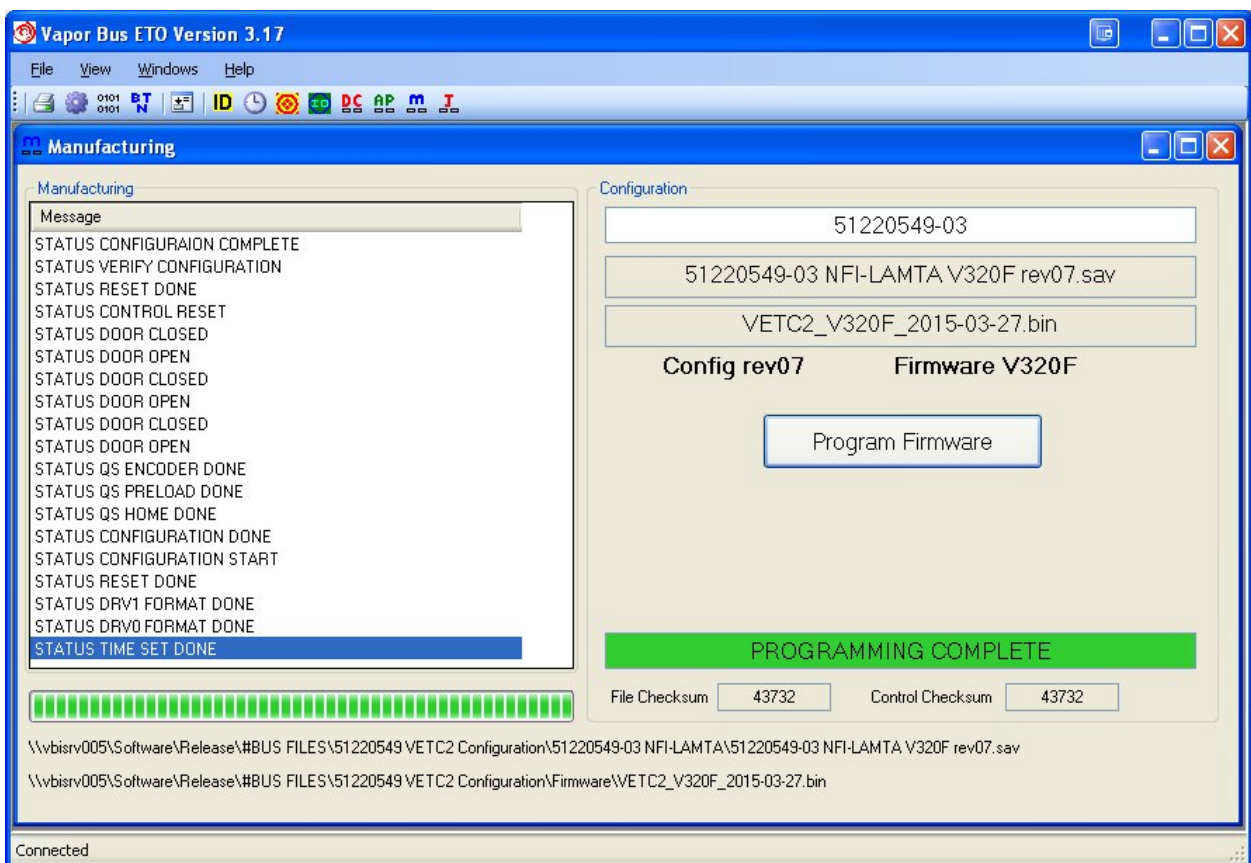 Vapor Bus ETO Version 3.17
File View Windows Help
0101 0101 BT N ID ID DC AP m T
m Manufacturing
Manufacturing
Message
STATUS CONFIGURAION COMPLETE
STATUS VERIFY CONFIGURATION
STATUS RESET DONE
STATUS CONTROL RESET
STATUS DOOR CLOSED
STATUS DOOR OPEN
STATUS DOOR CLOSED
STATUS DOOR OPEN
STATUS DOOR CLOSED
STATUS DOOR OPEN
STATUS QS ENCODER DONE
STATUS QS PRELOAD DONE
STATUS QS HOME DONE
STATUS CONFIGURATION DONE
STATUS CONFIGURATION START
STATUS RESET DONE
STATUS DRV1 FORMAT DONE
STATUS DRV0 FORMAT DONE
STATUS TIME SET DONE
Configuration
51220549-03
51220549-03 NFI-LAMTA V320F rev07.sav
VETC2_V320F_2015-03-27.bin
Config rev07 Firmware V320F
Program Firmware
PROGRAMMING COMPLETE
File Checksum 43732 Control Checksum 43732
\\vbisrv005\Software\Release\#BUS FILES\51220549 VETC2 Configuration\51220549-03 NFI-LAMTA\51220549-03 NFI-LAMTA V320F rev07.sav
\\vbisrv005\Software\Release\#BUS FILES\51220549 VETC2 Configuration\Firmware\VETC2_V320F_2015-03-27.bin
Connected